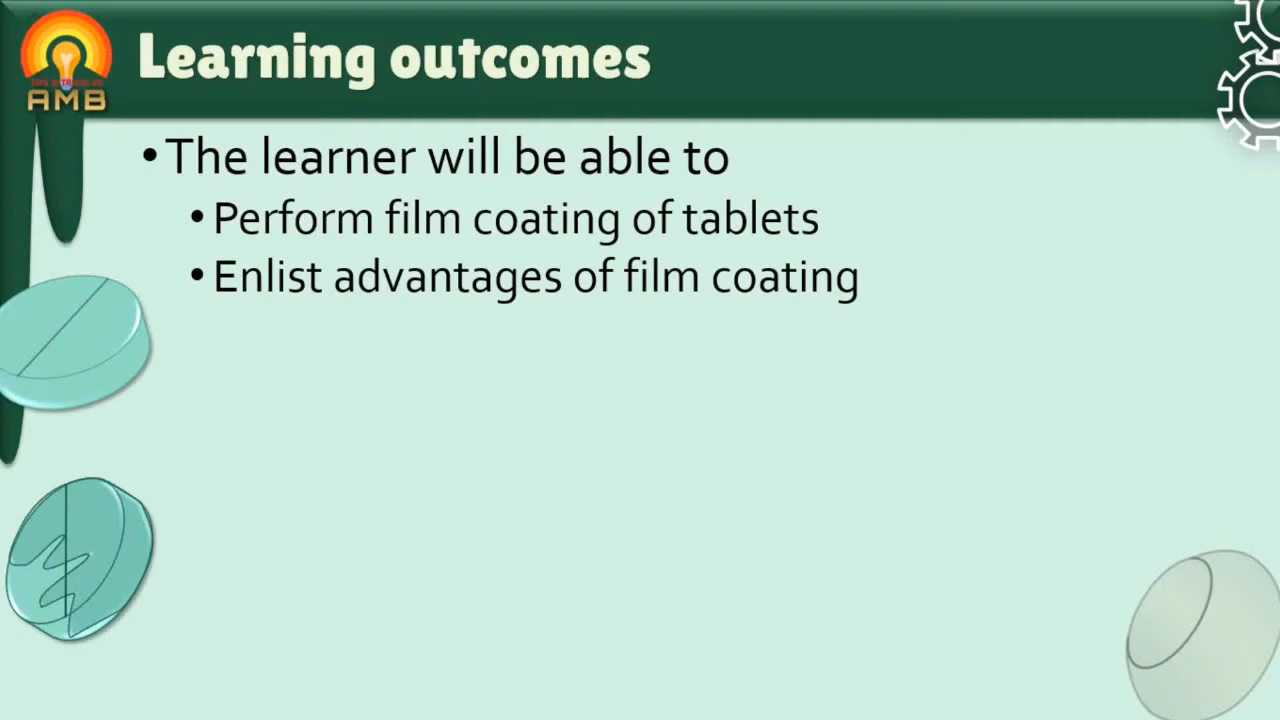 Learning outcomes
AMB
• The learner will be able to
• Perform film coating of tablets
• Enlist advantages of film coating